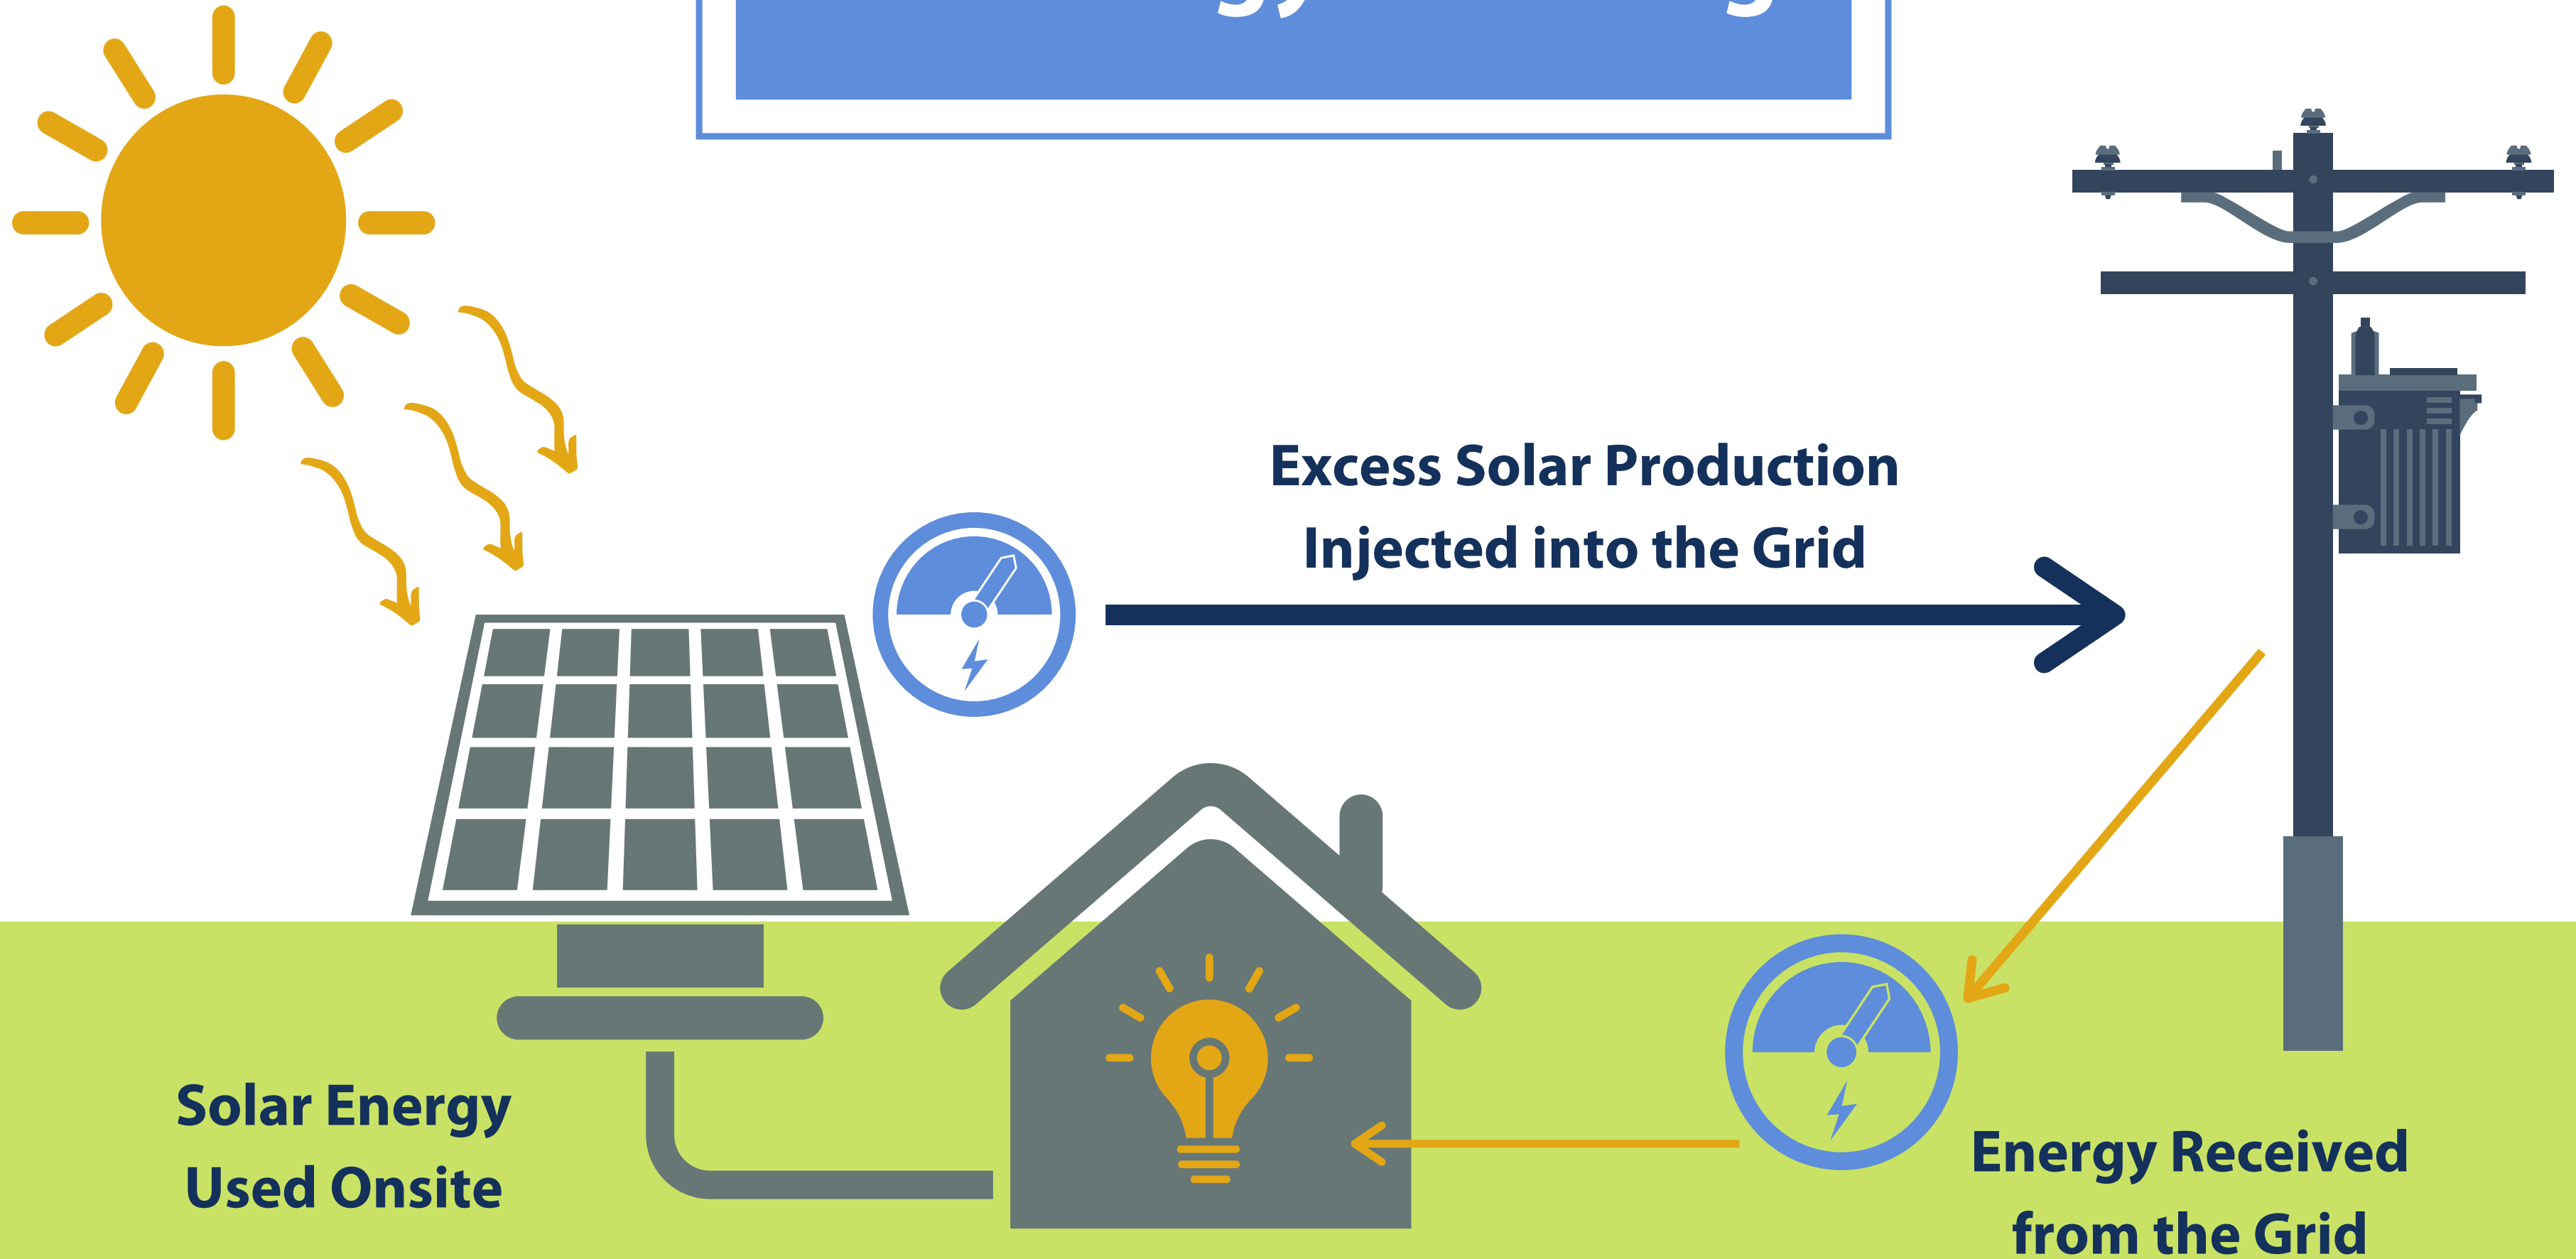 Excess Solar Production
Injected into the Grid
Solar Energy
Used Onsite
Energy Received
from the Grid